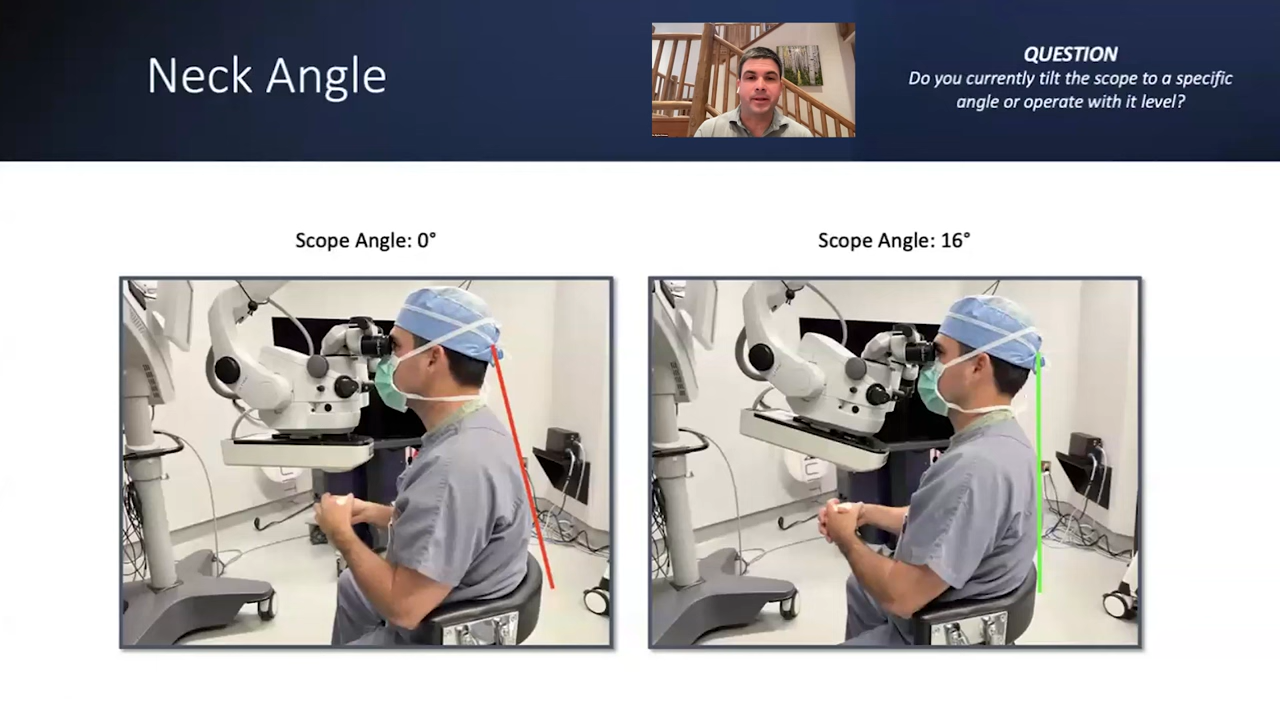 Neck Angle
QUESTION
Do you currently tilt the scope to a specific
angle or operate with it level?
Scope Angle: 0°
Scope Angle: 16°